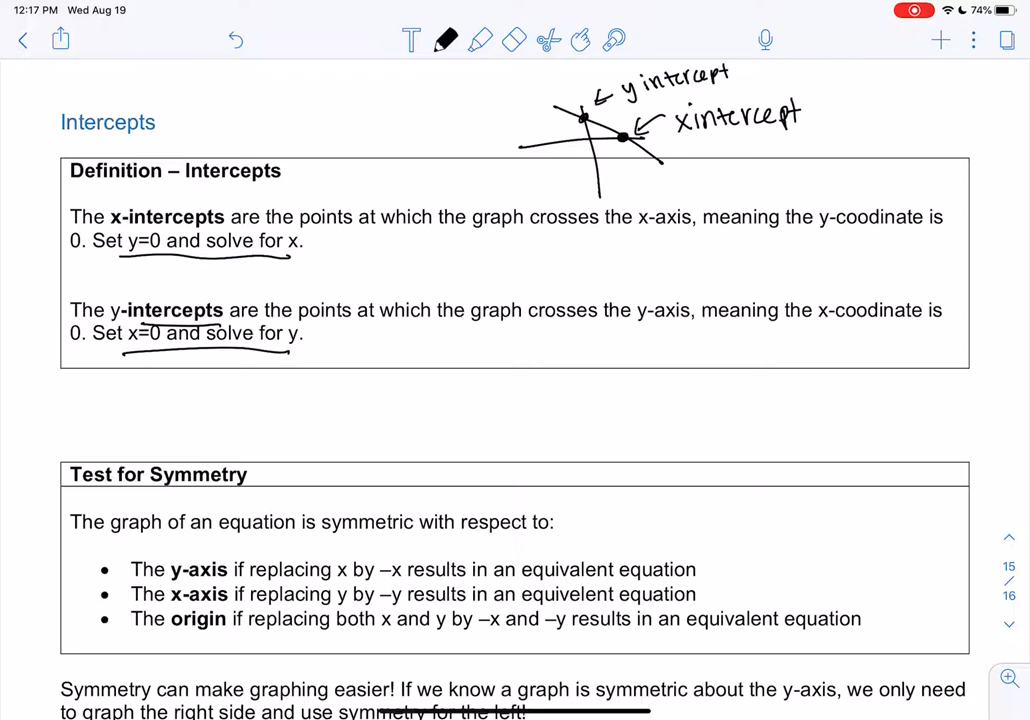 12:17 PM Wed Aug 19
74%
T
y intercept
x intercept
Intercepts
Definition – Intercepts
The x-intercepts are the points at which the graph crosses the x-axis, meaning the y-coodinate is
0. Set y=0 and solve for x.
The y-intercepts are the points at which the graph crosses the y-axis, meaning the x-coodinate is
0. Set x=0 and solve for y.
Test for Symmetry
The graph of an equation is symmetric with respect to:
• The y-axis if replacing x by –x results in an equivalent equation
• The x-axis if replacing y by –y results in an equivelent equation
• The origin if replacing both x and y by –x and –y results in an equivalent equation
15
/
16
Symmetry can make graphing easier! If we know a graph is symmetric about the y-axis, we only need
to graph the right side and use symmetry for the left!